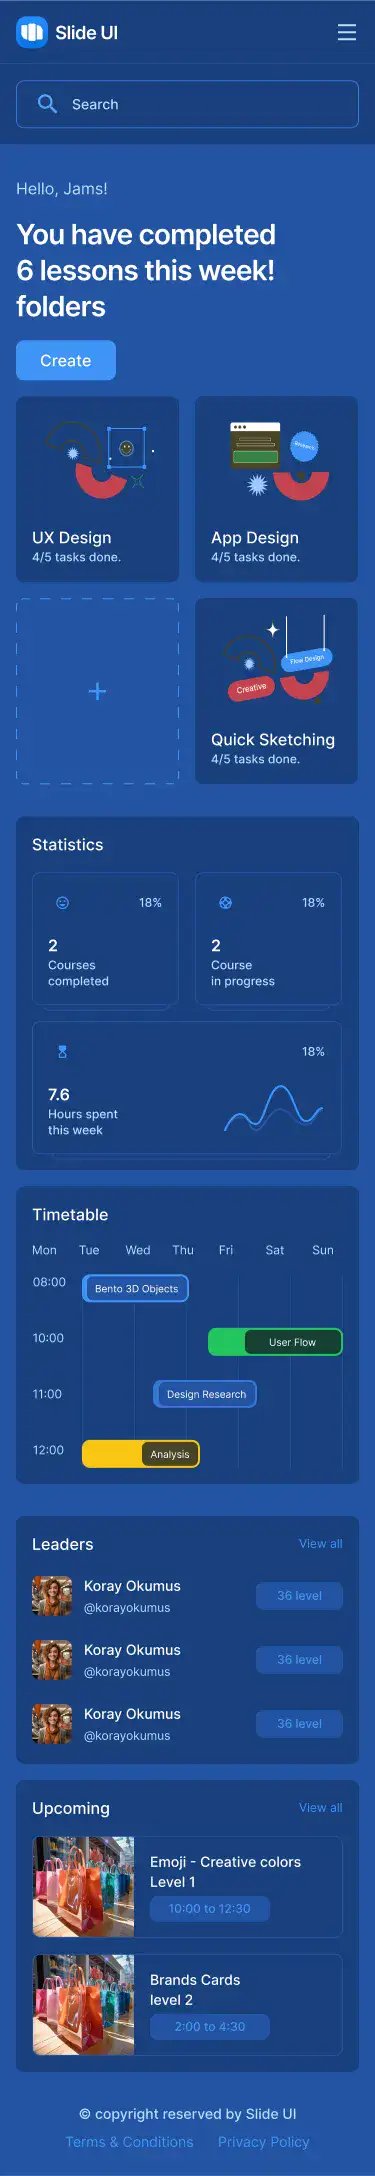 Slide UI
Search
Hello, Jams!
You have completed
6 lessons this week!
folders
Create
UX Design
4/5 tasks done.
Research
App Design
4/5 tasks done.
+
Flow Design
Creative
Quick Sketching
4/5 tasks done.
Statistics
18%
2
Courses
completed
18%
2
Course
in progress
18%
7.6
Hours spent
this week
Timetable
Mon Tue Wed Thu Fri Sat Sun
08:00 Bento 3D Objects
10:00 User Flow
11:00 Design Research
12:00 Analysis
Leaders View all
Koray Okumus
@korayokumus
36 level
Koray Okumus
@korayokumus
36 level
Koray Okumus
@korayokumus
36 level
Upcoming View all
Emoji - Creative colors
Level 1
10:00 to 12:30
Brands Cards
level 2
2:00 to 4:30
© copyright reserved by Slide UI
Terms & Conditions Privacy Policy